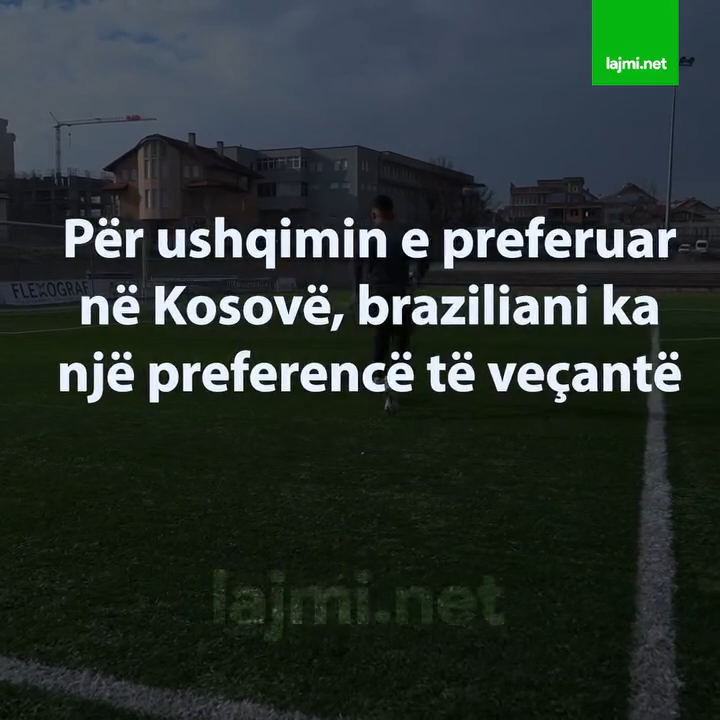 lajmi.net
Për ushqimin e preferuar
FLEXOGRAF
në Kosovë, braziliani ka
një preferencë të veçantë
lajmi.net